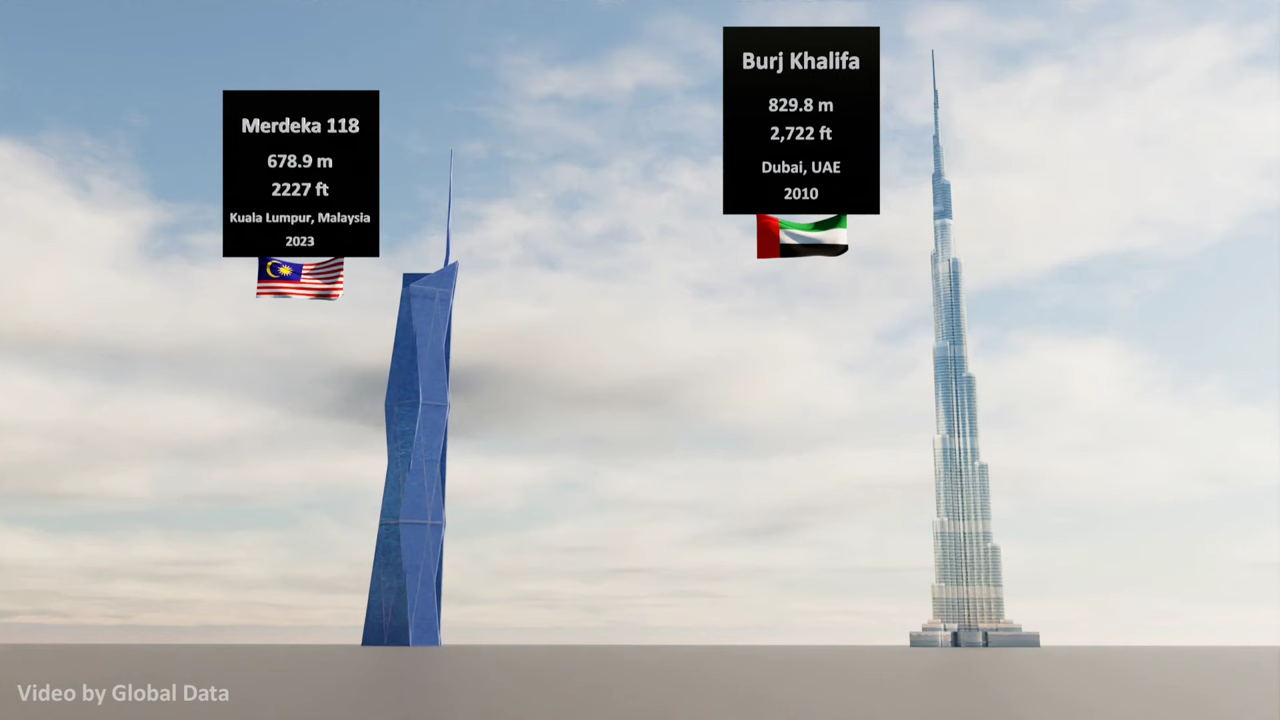 Merdeka 118
678.9 m
2227 ft
Kuala Lumpur, Malaysia
2023
Burj Khalifa
829.8 m
2,722 ft
Dubai, UAE
2010
Video by Global Data